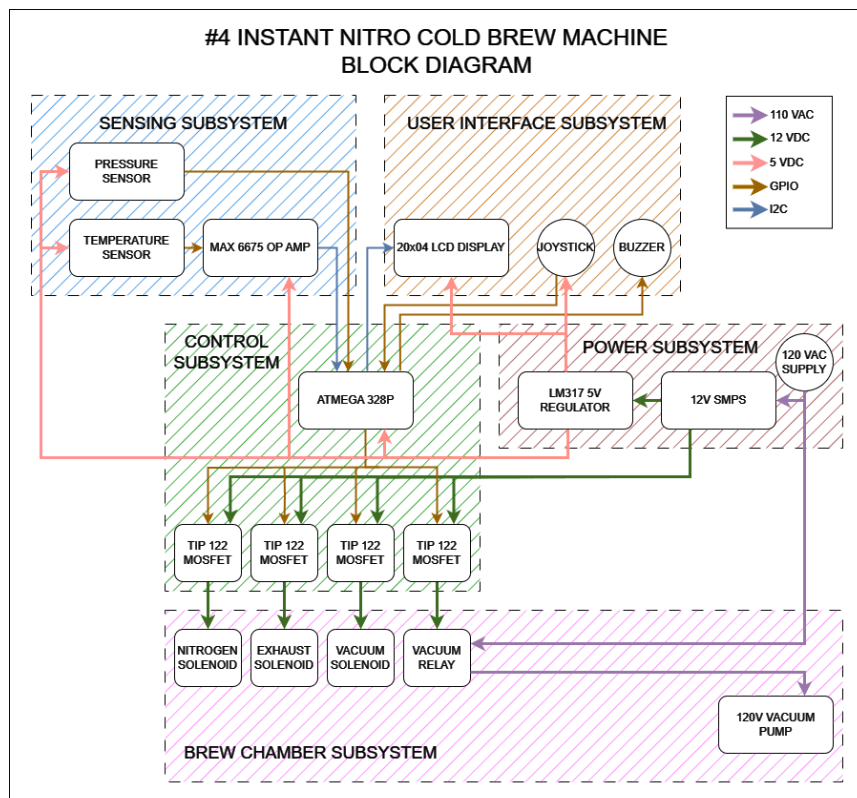 #4 INSTANT NITRO COLD BREW MACHINE
BLOCK DIAGRAM
SENSING SUBSYSTEM
PRESSURE
SENSOR
TEMPERATURE
SENSOR
MAX 6675 OP AMP
USER INTERFACE SUBSYSTEM
20x04 LCD DISPLAY
JOYSTICK
BUZZER
110 VAC
12 VDC
5 VDC
GPIO
I2C
CONTROL
SUBSYSTEM
ATMEGA 328P
POWER SUBSYSTEM
LM317 5V
REGULATOR
12V SMPS
120 VAC
SUPPLY
TIP 122
MOSFET
TIP 122
MOSFET
TIP 122
MOSFET
TIP 122
MOSFET
NITROGEN
SOLENOID
EXHAUST
SOLENOID
VACUUM
SOLENOID
VACUUM
RELAY
120V VACUUM
PUMP
BREW CHAMBER SUBSYSTEM